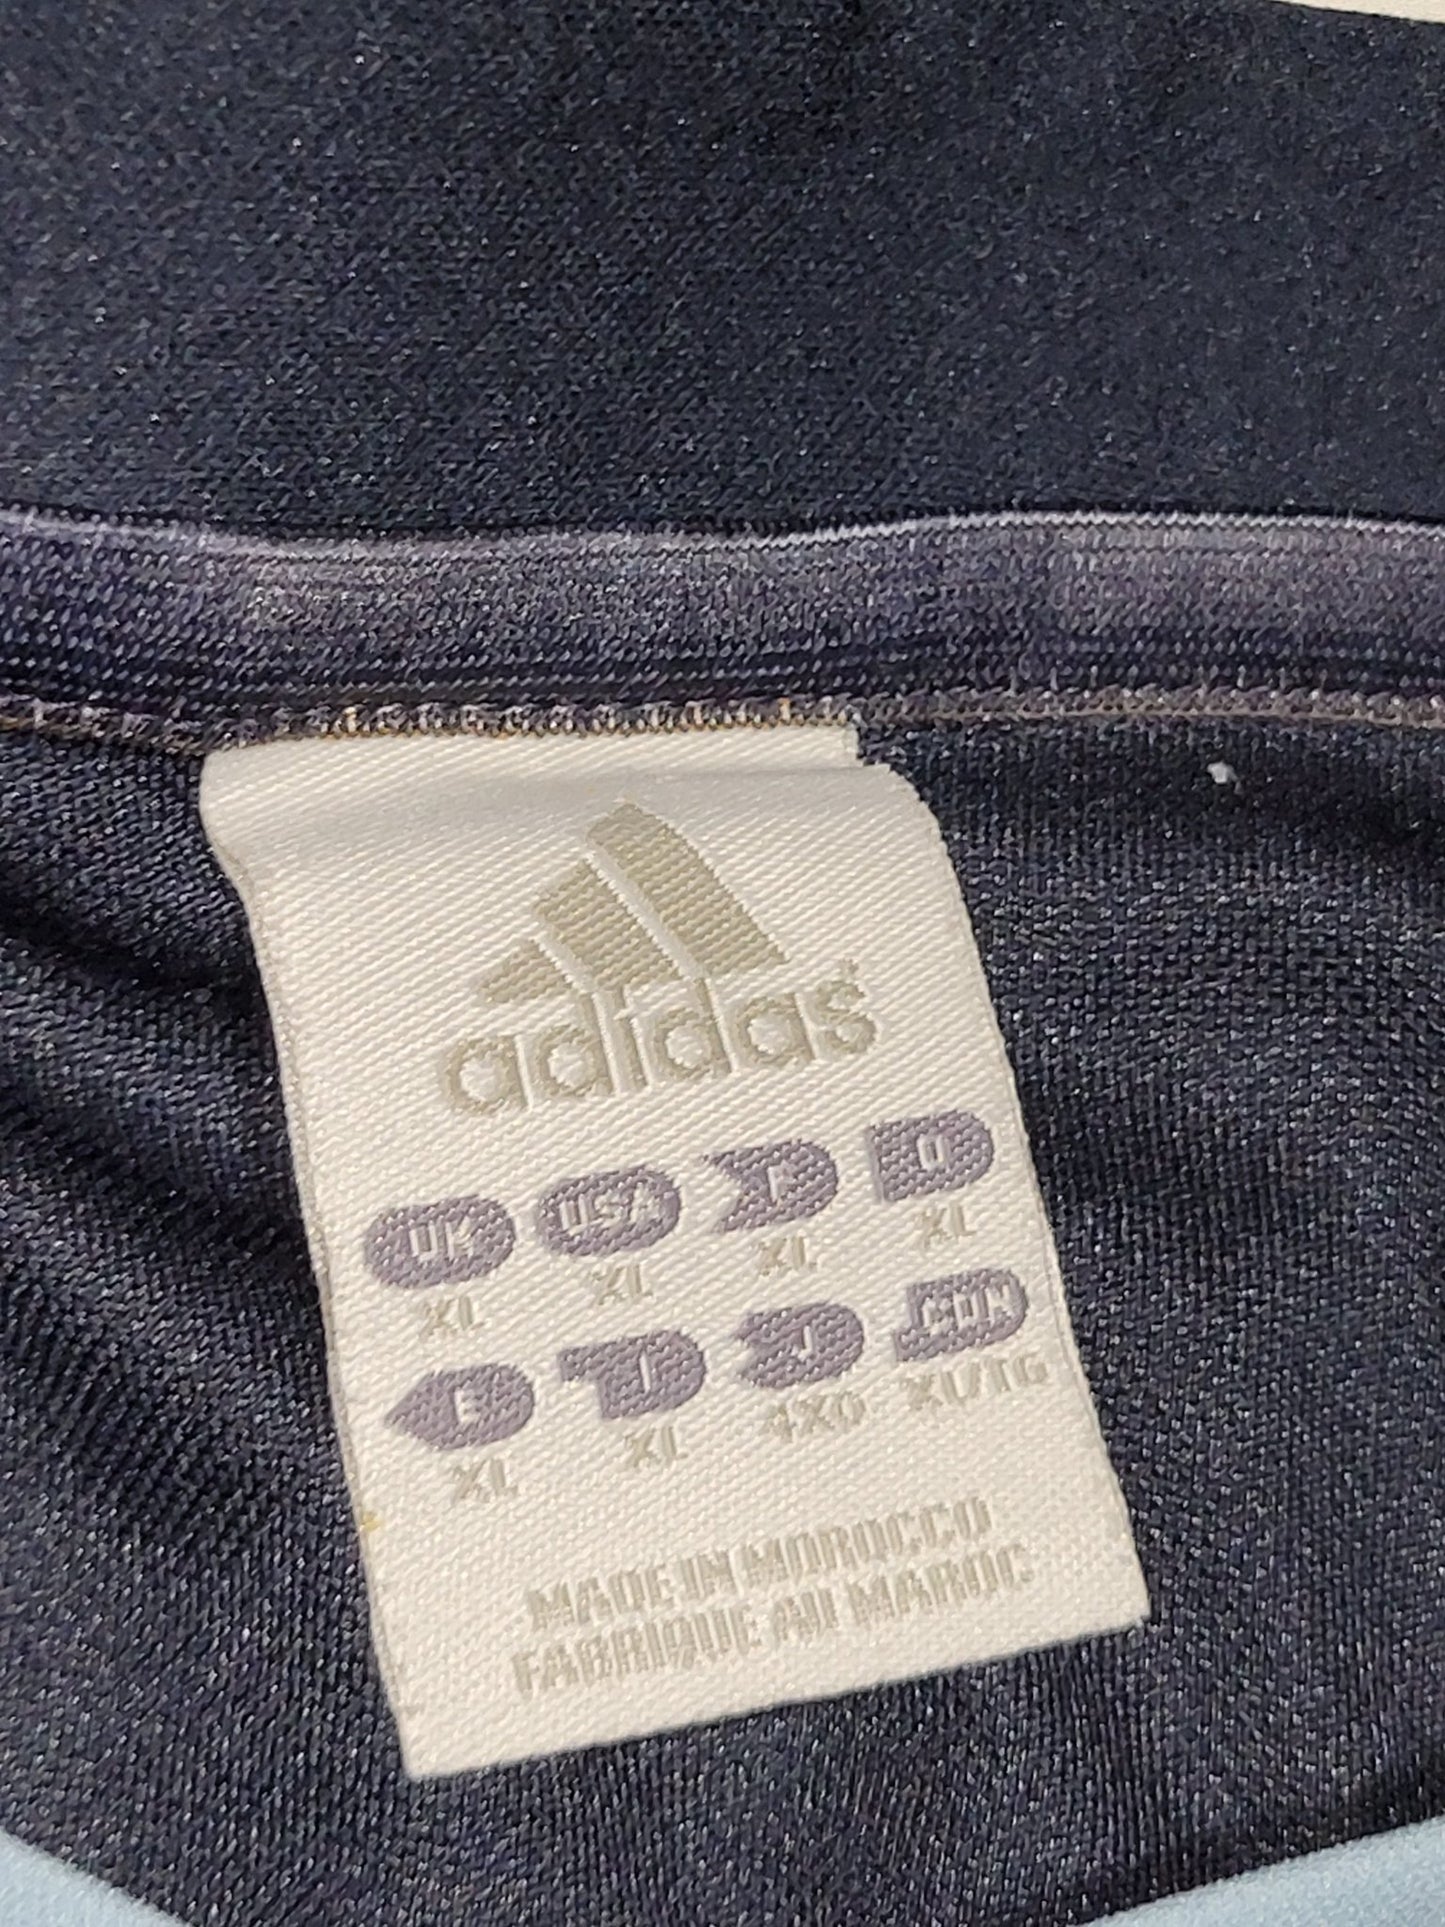 adidas
UK USA F D
XL XL XL XL
E I J CDN
XL XL 4XO XL/TG
MADE IN MOROCCO
FABRIQUE AU MAROC